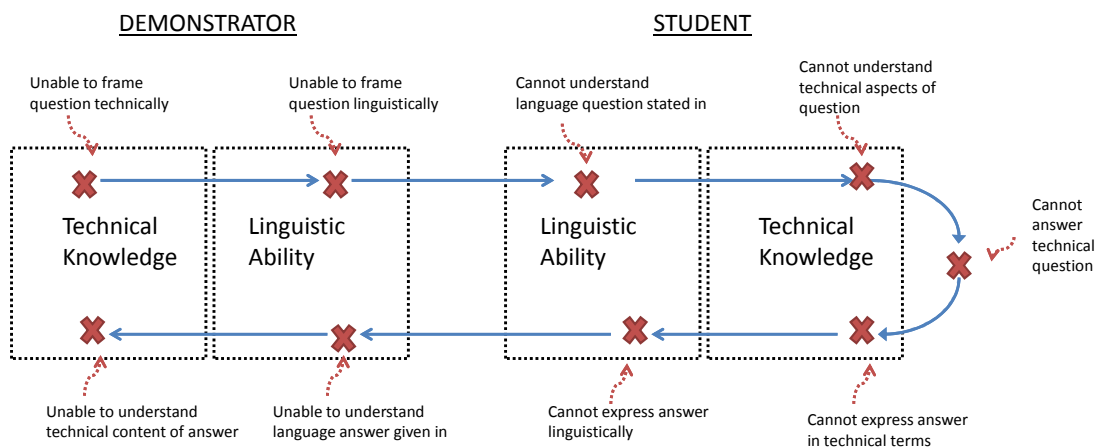 DEMONSTRATOR
STUDENT
Unable to frame
question technically
Unable to frame
question linguistically
Cannot understand
language question stated in
Cannot understand
technical aspects of
question
Technical
Knowledge
Linguistic
Ability
Linguistic
Ability
Technical
Knowledge
Cannot
answer
technical
question
Unable to understand
technical content of answer
Unable to understand
language answer given in
Cannot express answer
linguistically
Cannot express answer
in technical terms